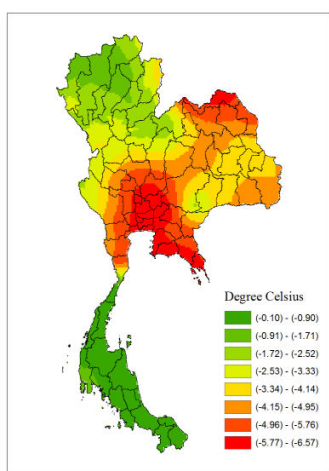 Degree Celsius
(-0.10) - (-0.90)
(-0.91) - (-1.71)
(-1.72) - (-2.52)
(-2.53) - (-3.33)
(-3.34) - (-4.14)
(-4.15) - (-4.95)
(-4.96) - (-5.76)
(-5.77) - (-6.57)